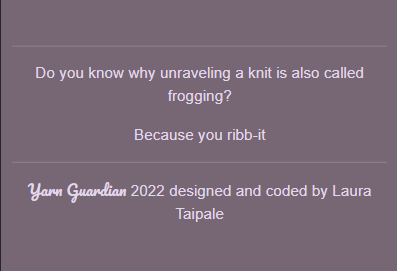 Do you know why unraveling a knit is also called
frogging?
Because you ribb-it
Yarn Guardian 2022 designed and coded by Laura
Taipale